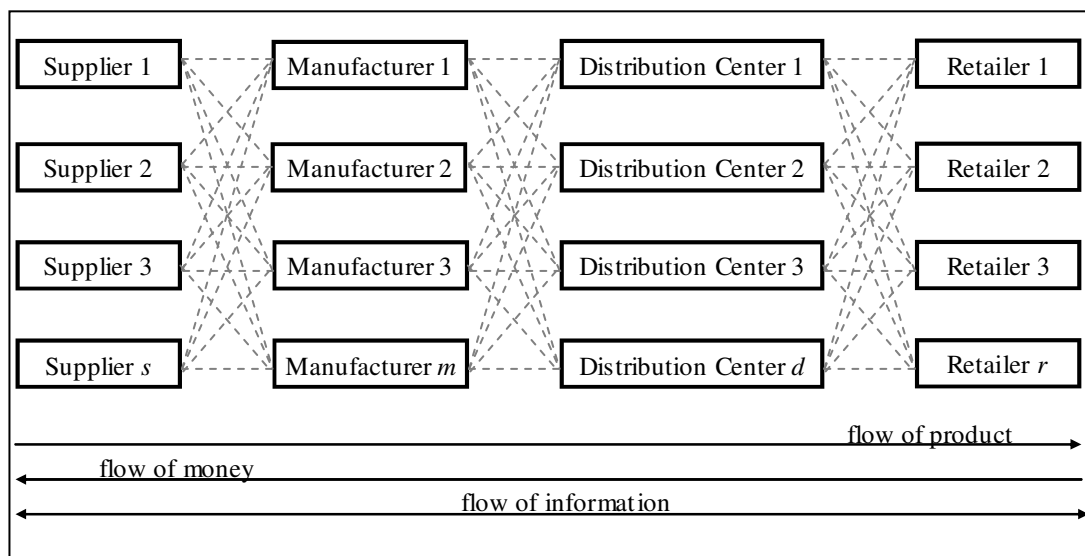 Supplier 1 Manufacturer 1 Distribution Center 1 Retailer 1
Supplier 2 Manufacturer 2 Distribution Center 2 Retailer 2
Supplier 3 Manufacturer 3 Distribution Center 3 Retailer 3
Supplier s Manufacturer m Distribution Center d Retailer r
flow of product
flow of money
flow of information